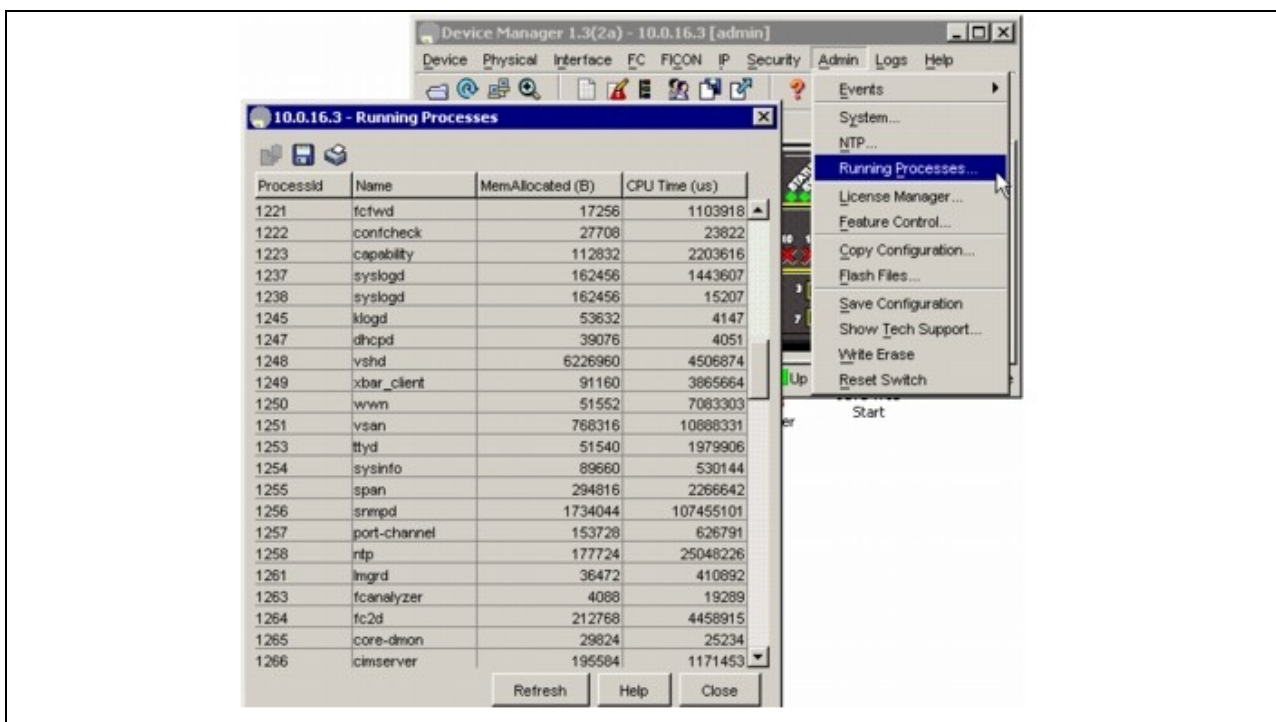 Device Manager 1.3(2a) - 10.0.16.3 [admin]
Device Physical Interface FC FICON IP Security Admin Logs Help
Events
System...
NTP...
Running Processes...
License Manager...
Feature Control...
Copy Configuration...
Flash Files...
Save Configuration
Show Tech Support...
Write Erase
Reset Switch
Up
Start
10.0.16.3 - Running Processes
ProcessId Name MemAllocated (B) CPU Time (us)
1221 fcfwd 17256 1103918
1222 confcheck 27708 23822
1223 capability 112832 2203616
1237 syslogd 162456 1443607
1238 syslogd 162456 15207
1245 klogd 53632 4147
1247 dhcpd 39076 4051
1248 vshd 6226960 4506874
1249 xbar_client 91160 3865664
1250 wwn 51552 7083303
1251 vsan 768316 10888331
1253 ttyd 51540 1979906
1254 sysinfo 89660 530144
1255 span 294816 2266642
1256 snmpd 1734044 107455101
1257 port-channel 153728 626791
1258 ntp 177724 25048226
1261 lmgrd 36472 410892
1263 fcanalyzer 4088 19289
1264 fc2d 212768 4458915
1265 core-dmon 29824 25234
1266 cimserver 195584 1171453
Refresh Help Close